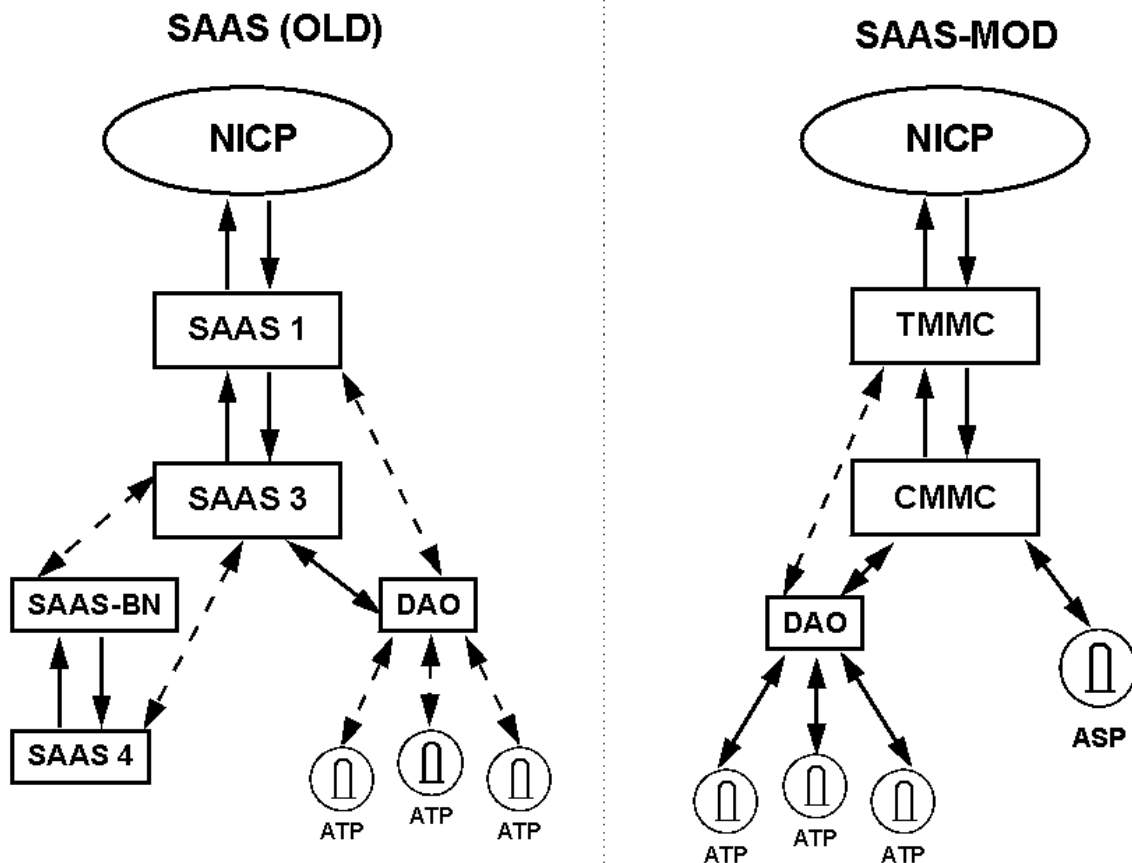 SAAS (OLD)
NICP
SAAS 1
SAAS 3
SAAS-BN
DAO
SAAS 4
ATP
ATP
ATP
SAAS-MOD
NICP
TMMC
CMMC
DAO
ASP
ATP
ATP
ATP